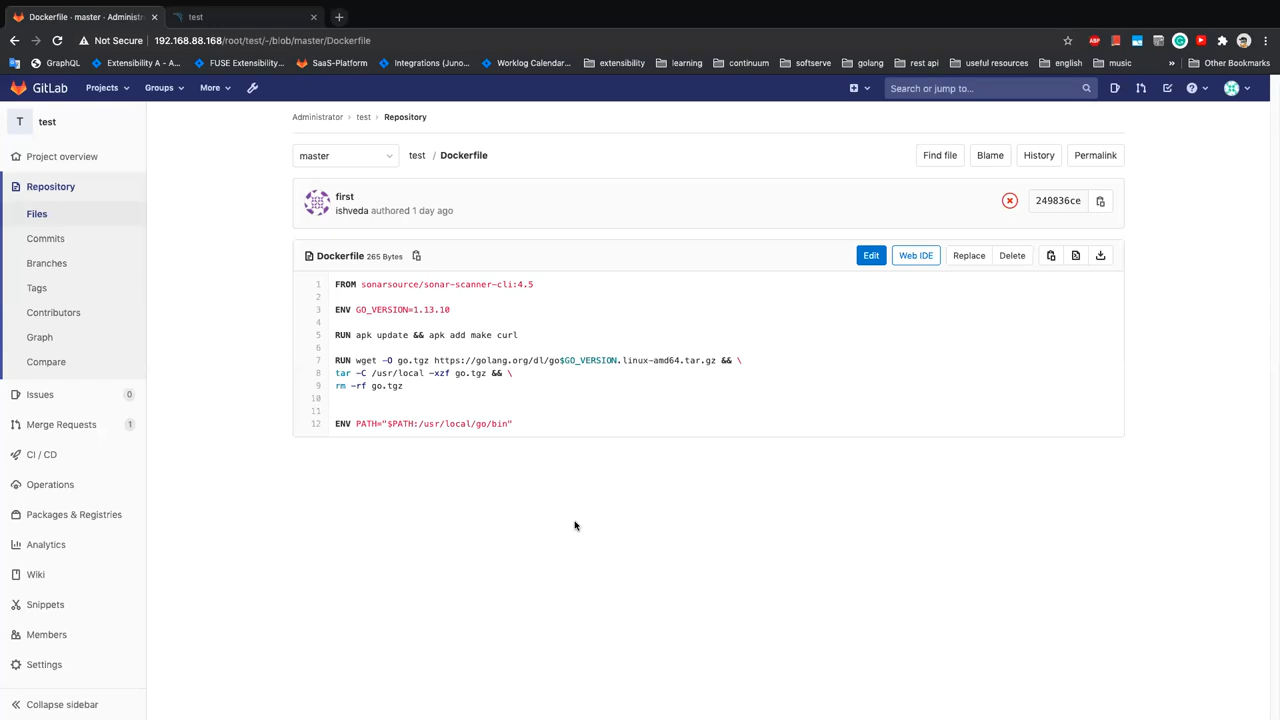 Dockerfile · master · Administr
test
Not Secure 192.168.88.168/root/test/-/blob/master/Dockerfile
ABP
GraphQL
Extensibility A - A...
FUSE Extensibility...
SaaS-Platform
Integrations (Juno...
Worklog Calendar...
extensibility
learning
continuum
softserve
golang
rest api
useful resources
english
music
»
Other Bookmarks
GitLab
Projects
Groups
More
Search or jump to...
T
test
Project overview
Repository
Files
Commits
Branches
Tags
Contributors
Graph
Compare
Issues 0
Merge Requests 1
CI / CD
Operations
Packages & Registries
Analytics
Wiki
Snippets
Members
Settings
Collapse sidebar
Administrator > test > Repository
master
test / Dockerfile
Find file
Blame
History
Permalink
first
ishveda authored 1 day ago
249836ce
Dockerfile 265 Bytes
Edit
Web IDE
Replace
Delete
1 FROM sonarsource/sonar-scanner-cli:4.5
2
3 ENV GO_VERSION=1.13.10
4
5 RUN apk update && apk add make curl
6
7 RUN wget -O go.tgz https://golang.org/dl/go$GO_VERSION.linux-amd64.tar.gz && \
8 tar -C /usr/local -xzf go.tgz && \
9 rm -rf go.tgz
10
11
12 ENV PATH="$PATH:/usr/local/go/bin"